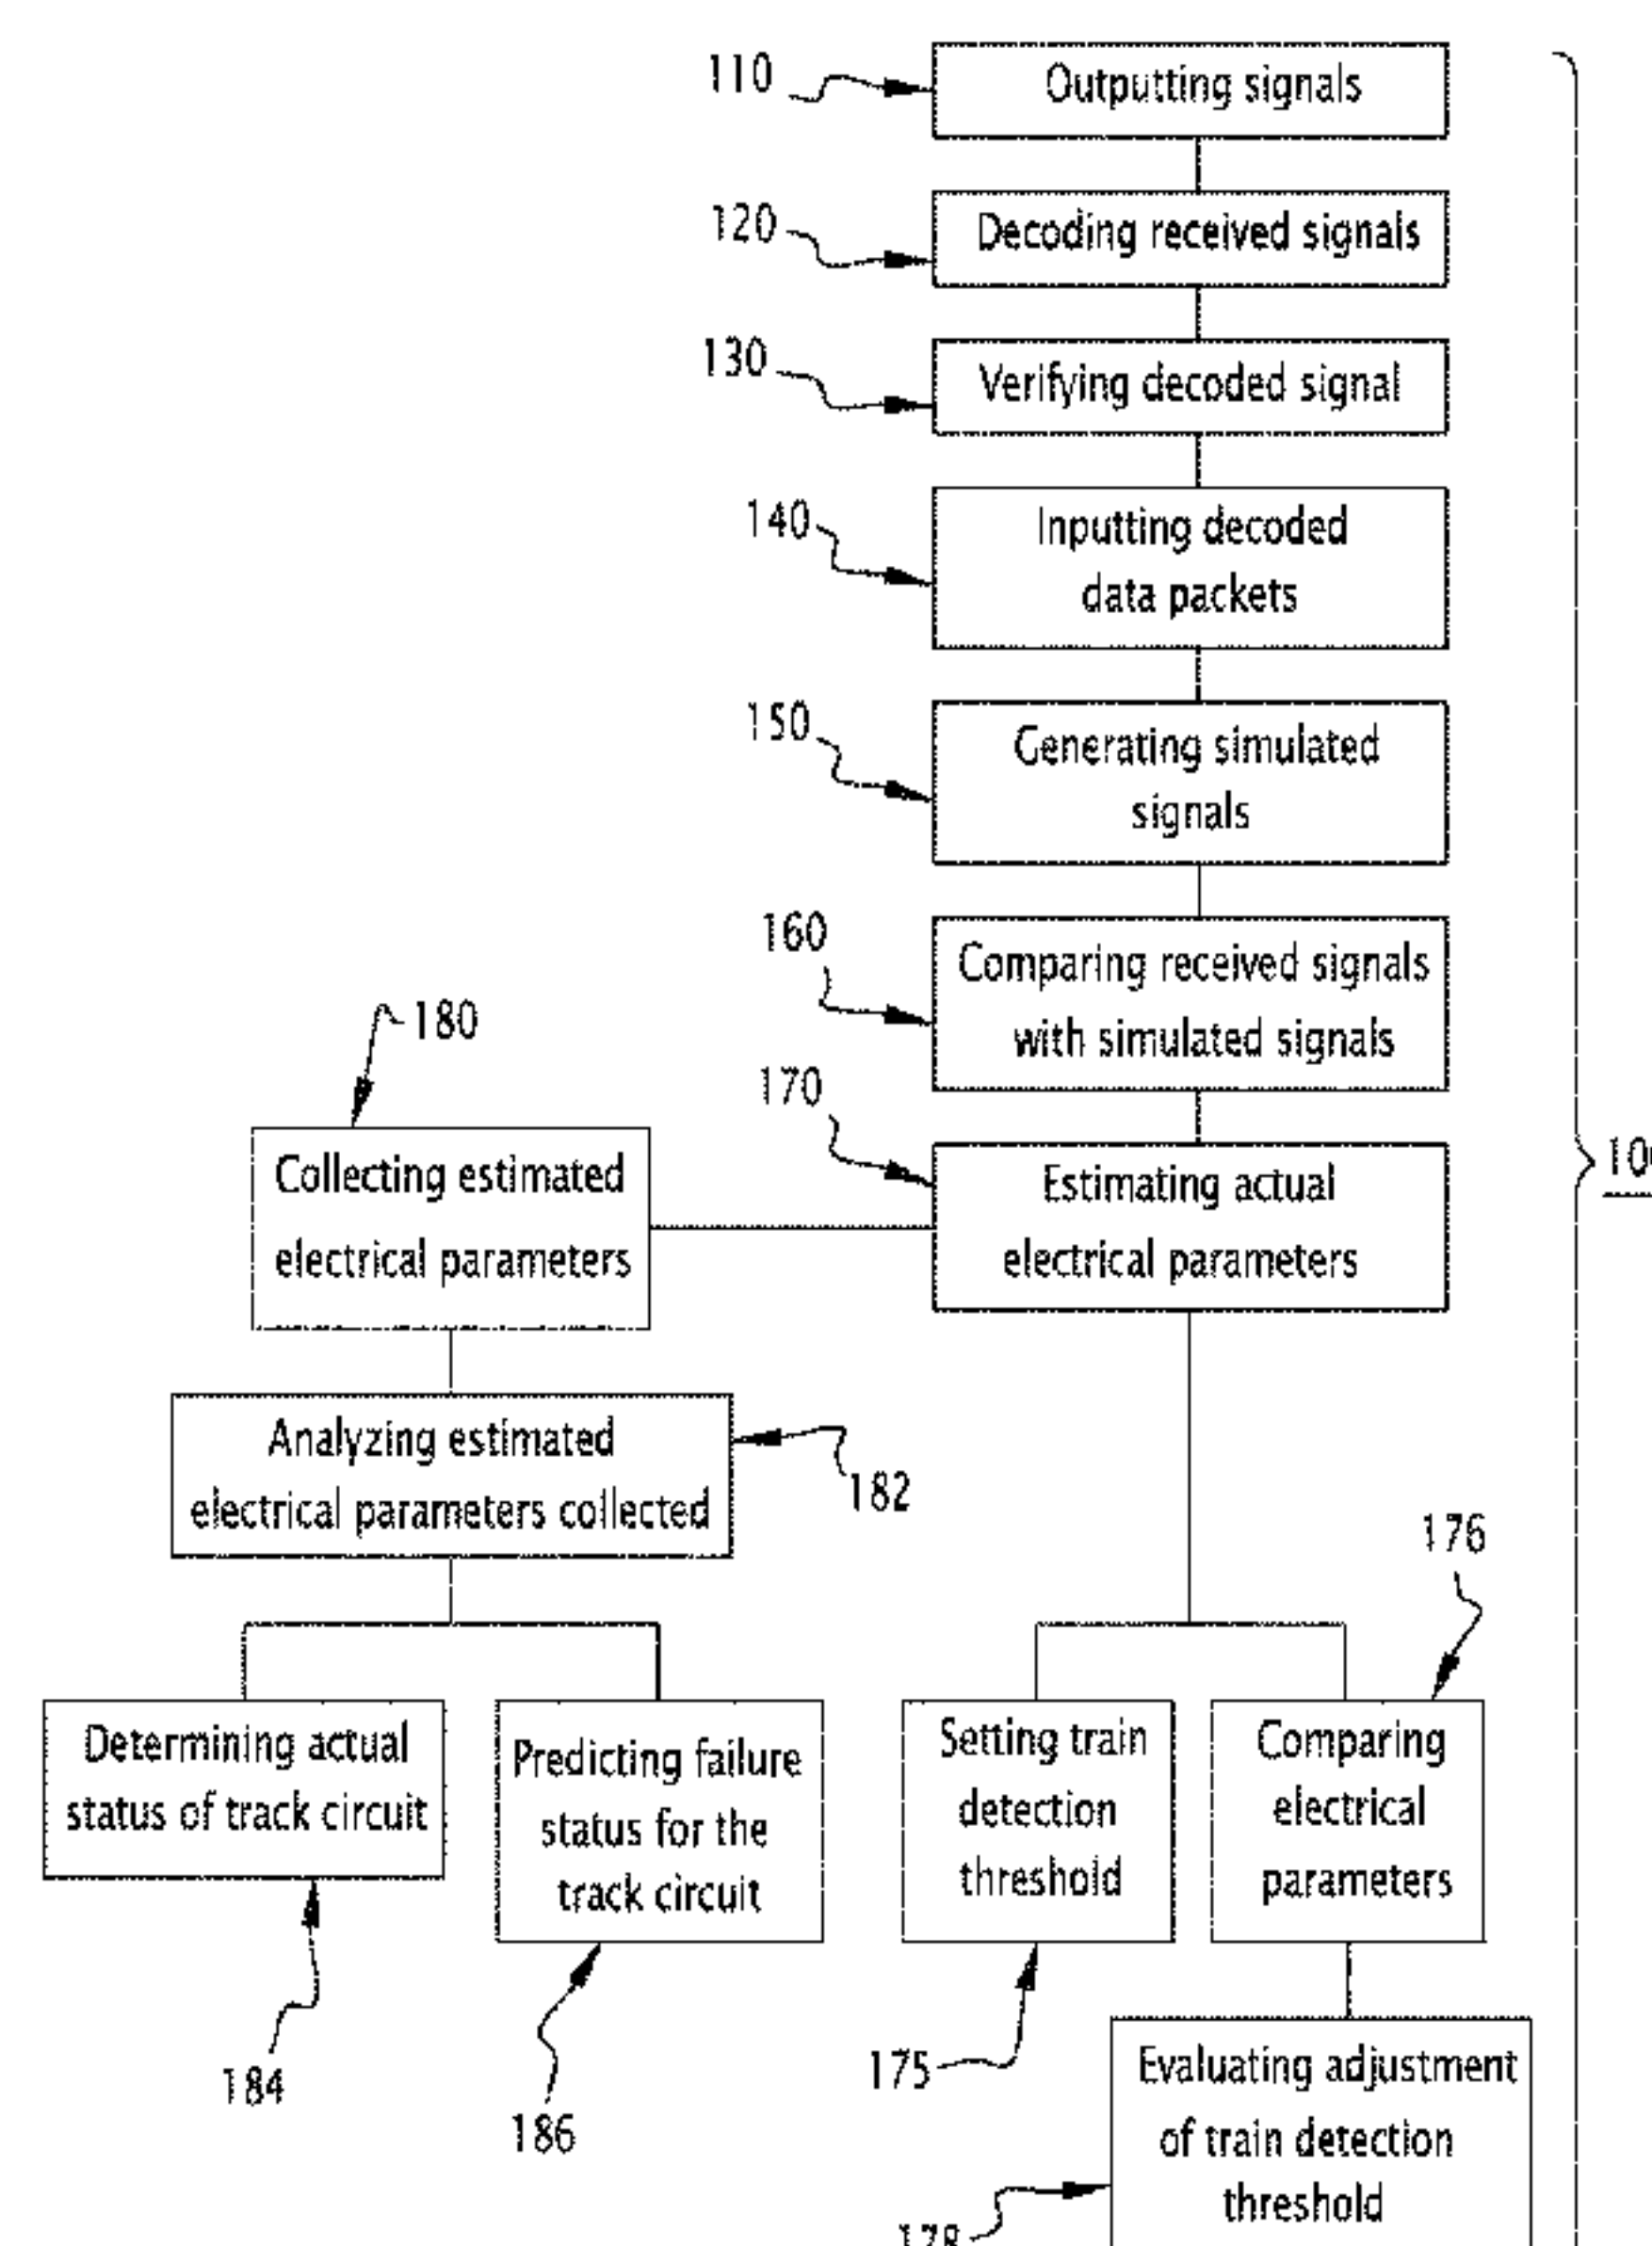 110
Outputting signals
120
Decoding received signals
130
Verifying decoded signal
140
Inputting decoded
data packets
150
Generating simulated
signals
160
Comparing received signals
with simulated signals
170
Estimating actual
electrical parameters
180
Collecting estimated
electrical parameters
Analyzing estimated
electrical parameters collected
182
176
Determining actual
status of track circuit
Predicting failure
status for the
track circuit
Setting train
detection
threshold
Comparing
electrical
parameters
184
186
175
Evaluating adjustment
of train detection
threshold
178